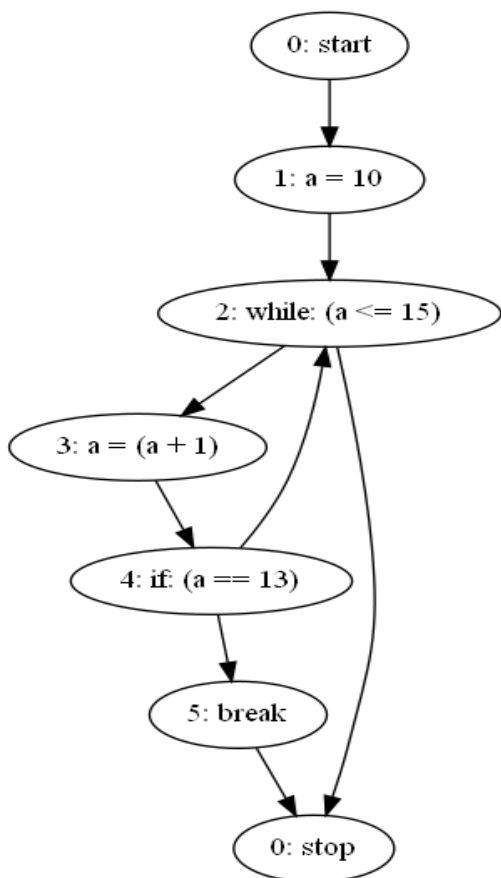 0: start
1: a = 10
2: while: (a <= 15)
3: a = (a + 1)
4: if: (a == 13)
5: break
0: stop